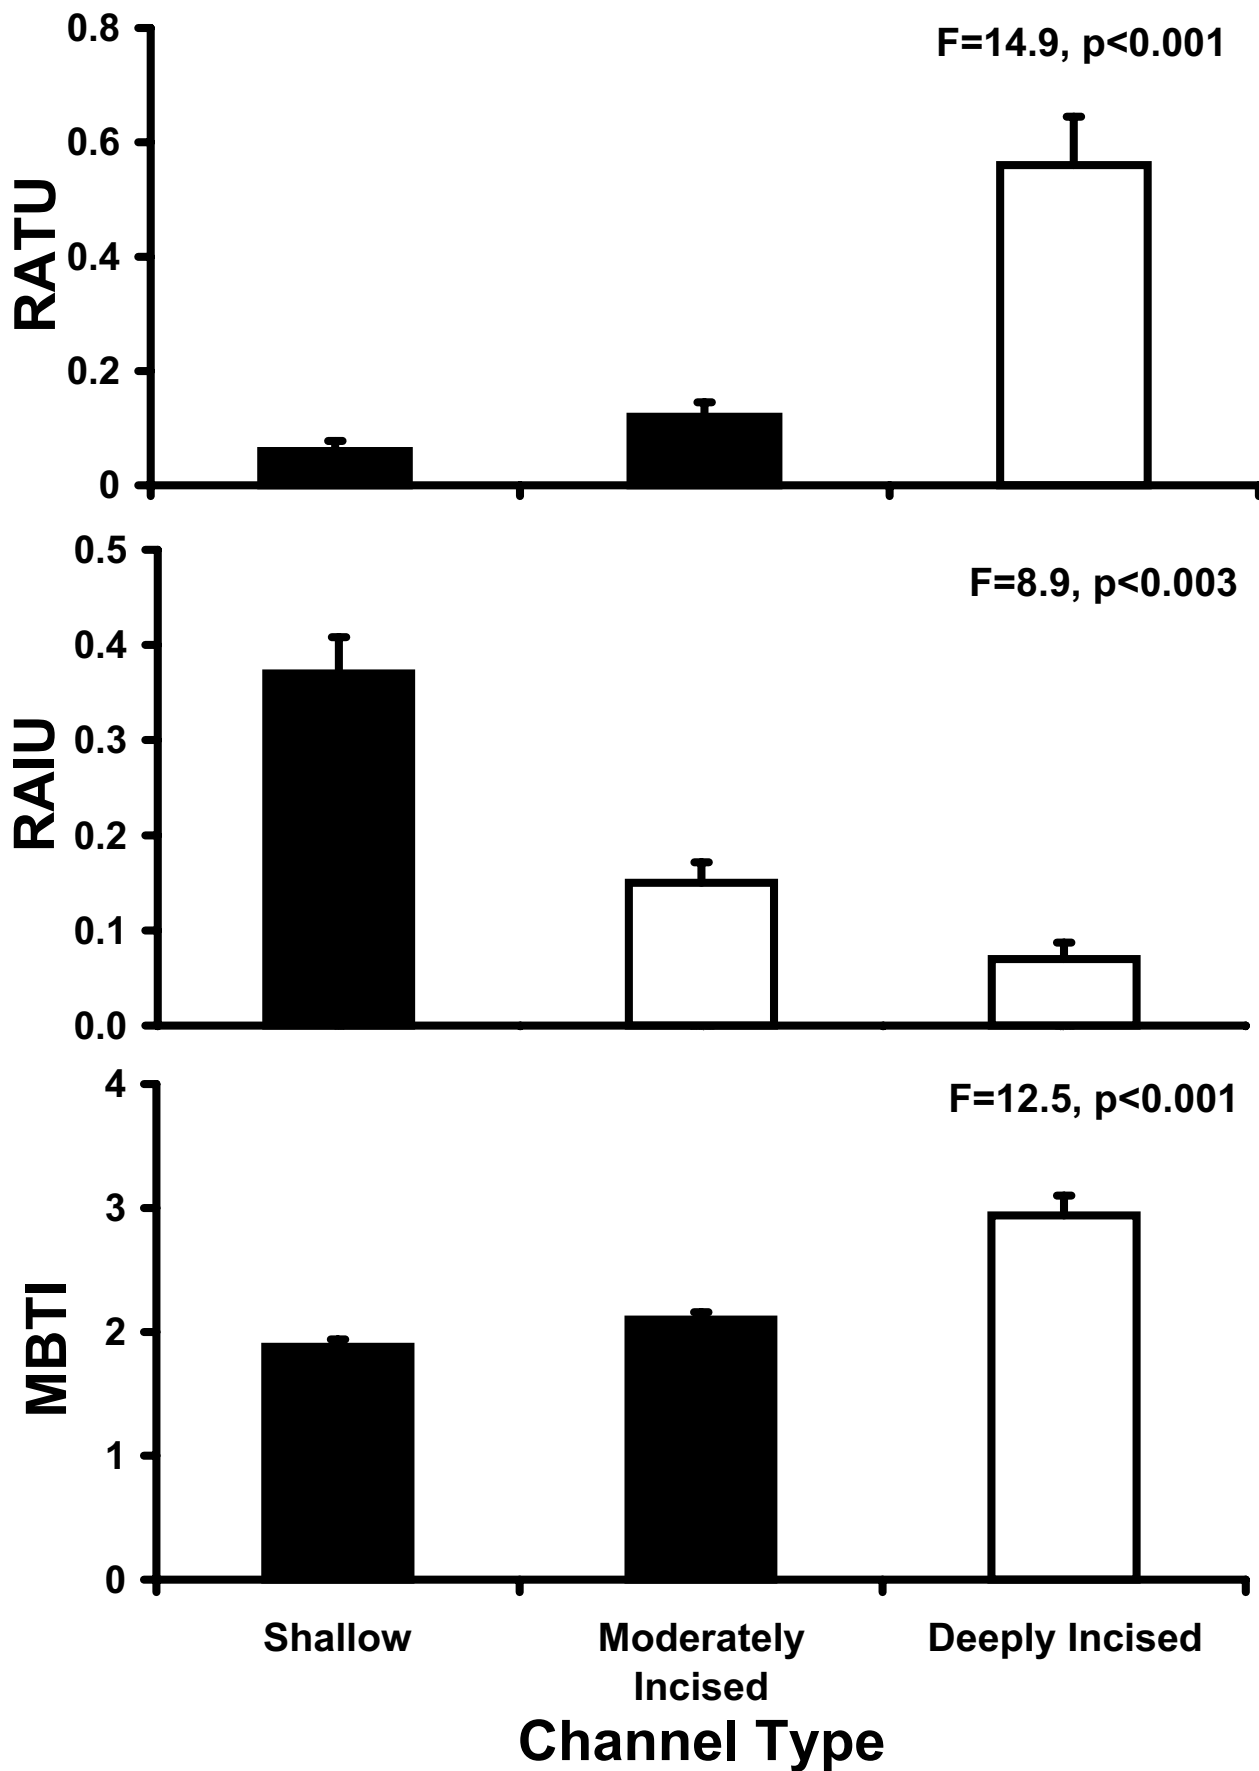 F=14.9, p<0.001
RATU
0.8
0.6
0.4
0.2
0
F=8.9, p<0.003
RAIU
0.5
0.4
0.3
0.2
0.1
0.0
F=12.5, p<0.001
MBTI
4
3
2
1
0
Shallow
Moderately
Incised
Deeply Incised
Channel Type